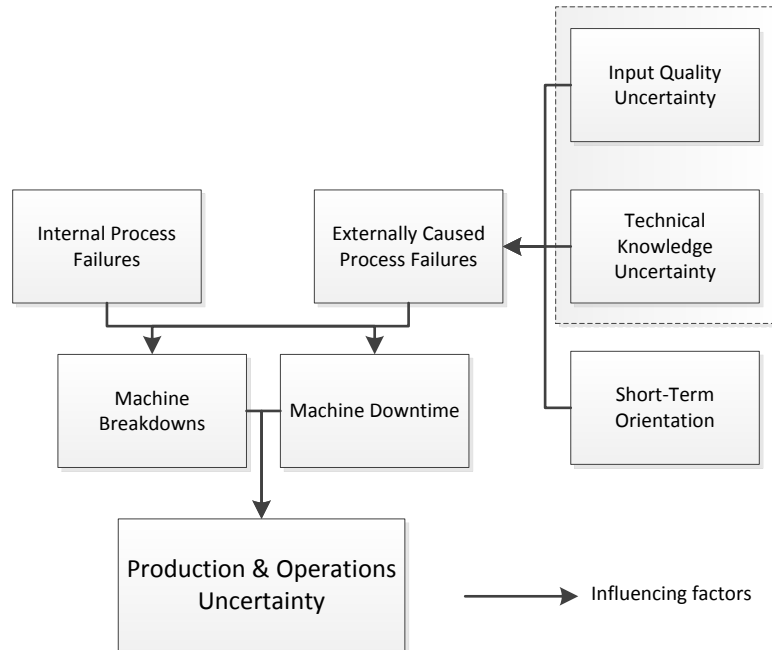 Input Quality
Uncertainty
Internal Process
Failures
Externally Caused
Process Failures
Technical
Knowledge
Uncertainty
Machine
Breakdowns
Machine Downtime
Short-Term
Orientation
Production & Operations
Uncertainty
Influencing factors